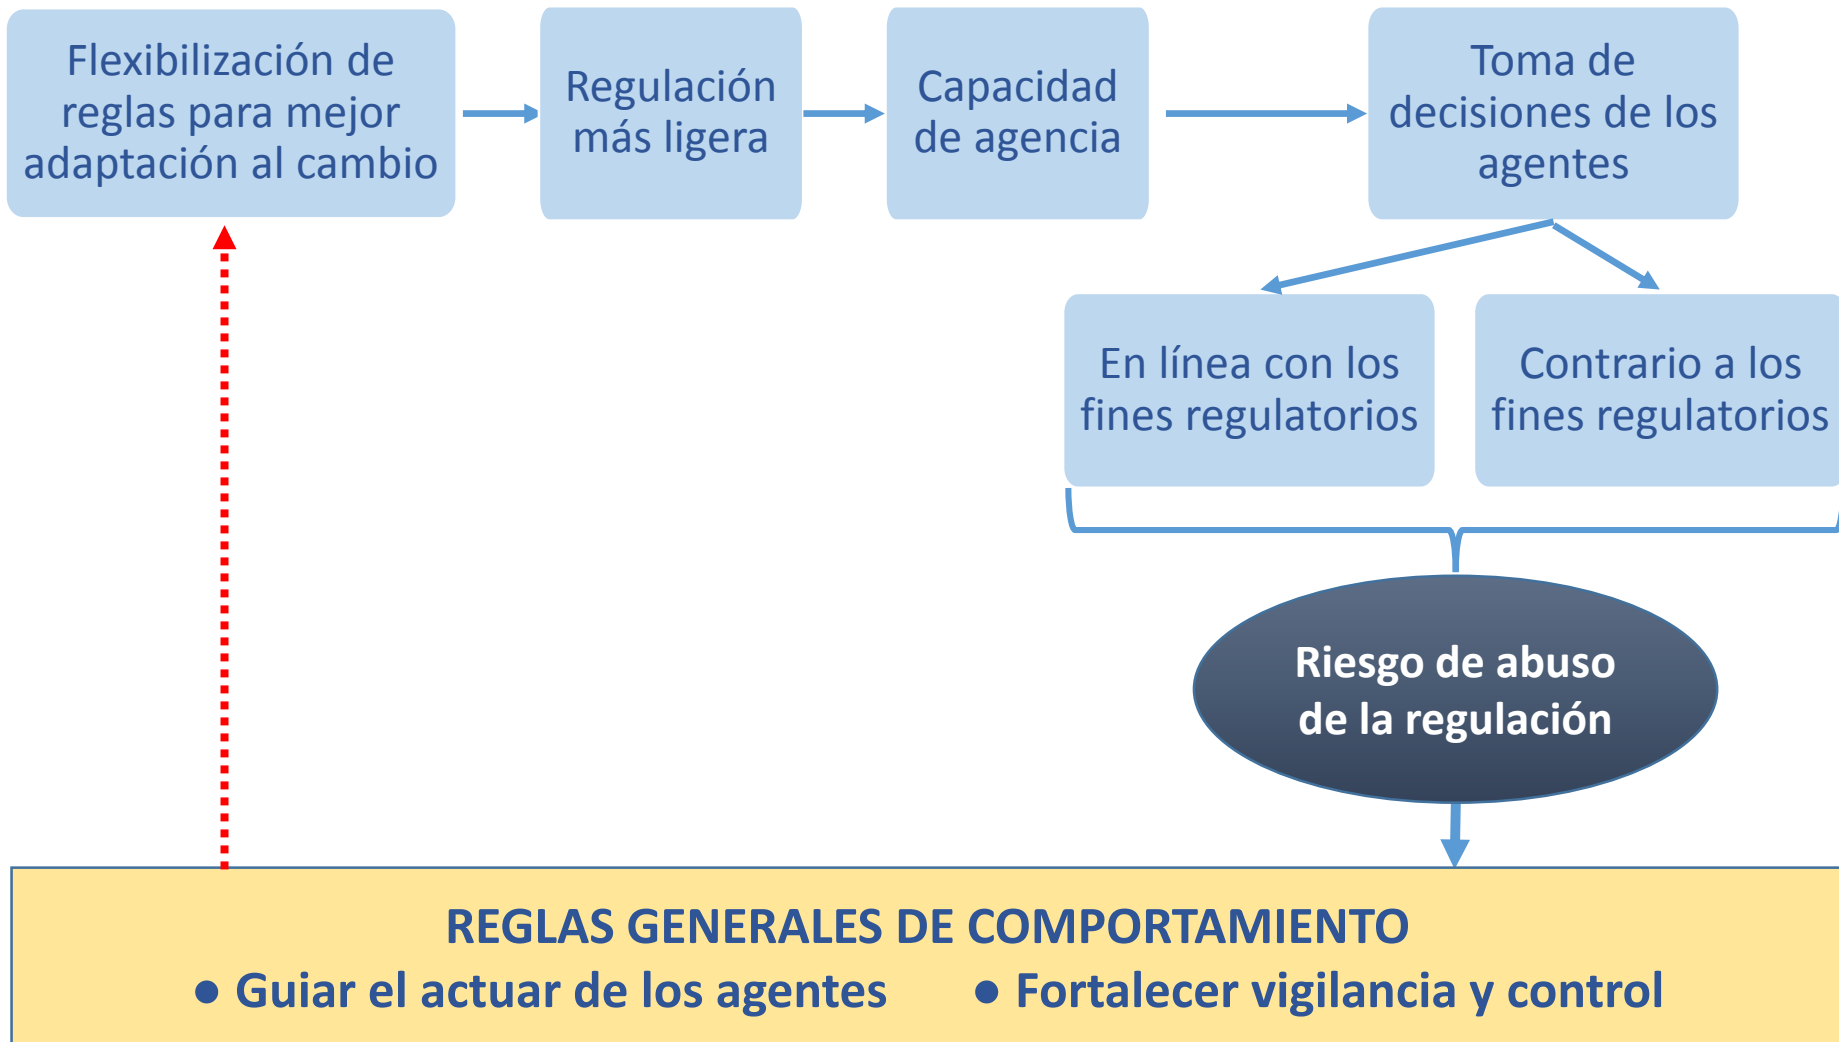 Flexibilización de
reglas para mejor
adaptación al cambio
Regulación
más ligera
Capacidad
de agencia
Toma de
decisiones de los
agentes
En línea con los
fines regulatorios
Contrario a los
fines regulatorios
Riesgo de abuso
de la regulación
REGLAS GENERALES DE COMPORTAMIENTO
● Guiar el actuar de los agentes ● Fortalecer vigilancia y control